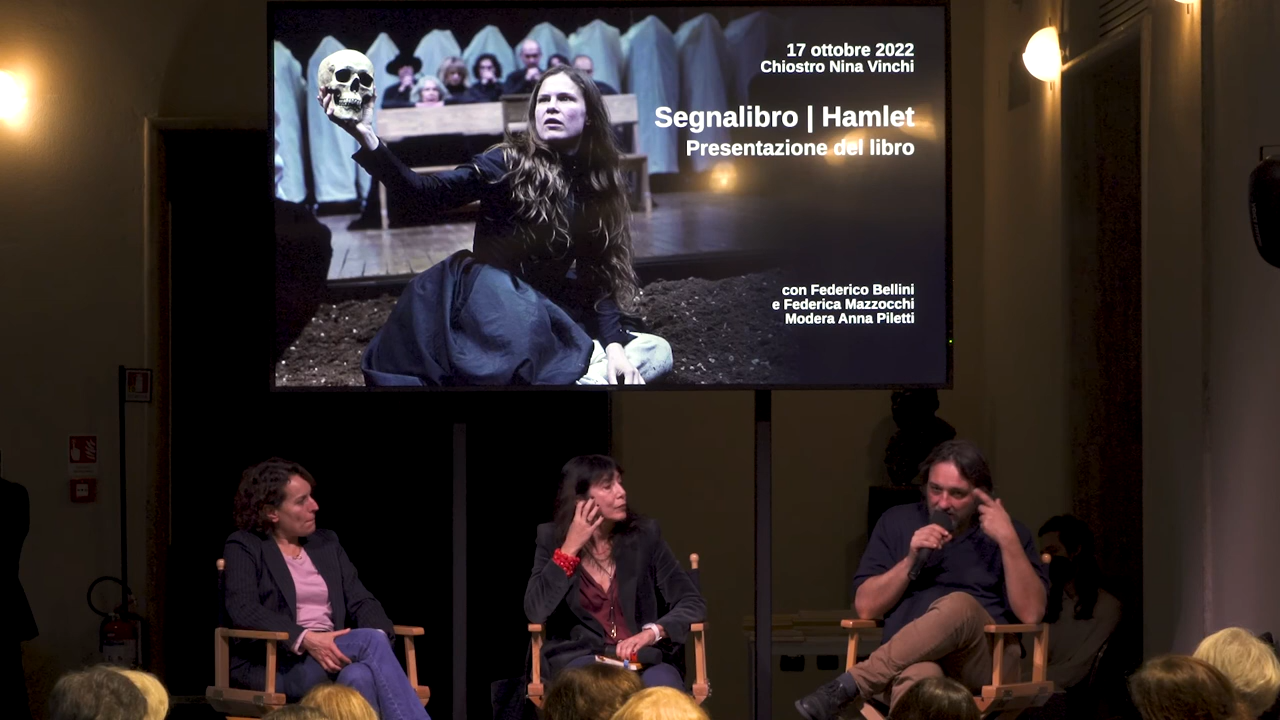 17 ottobre 2022
Chiostro Nina Vinchi
Segnalibro | Hamlet
Presentazione del libro
con Federico Bellini
e Federica Mazzocchi
Modera Anna Piletti